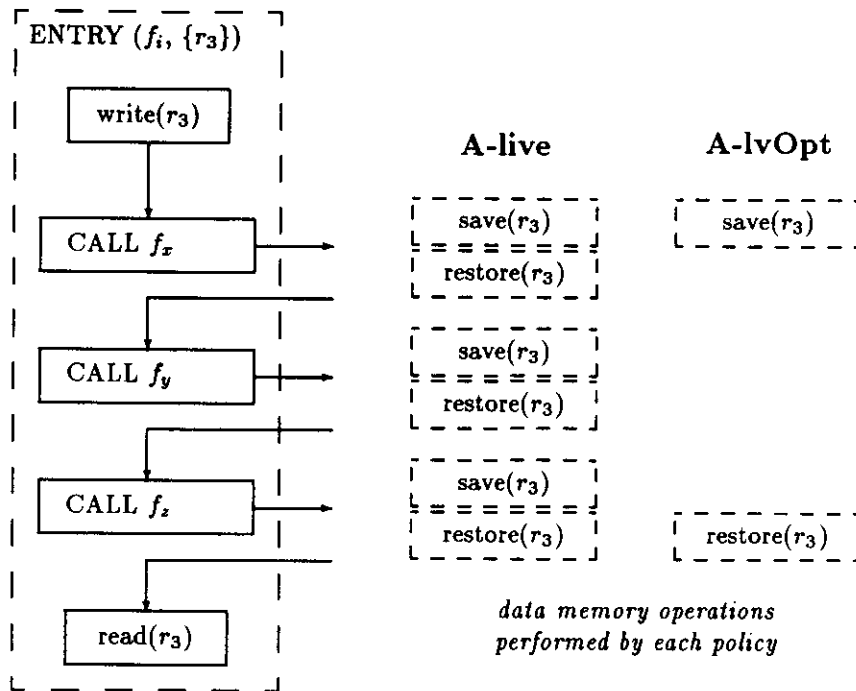 ENTRY (f_i, {r_3})
write(r_3)
A-live A-lvOpt
save(r_3) save(r_3)
CALL f_x
restore(r_3)
save(r_3)
CALL f_y
restore(r_3)
save(r_3)
CALL f_z
restore(r_3) restore(r_3)
data memory operations
read(r_3)
performed by each policy